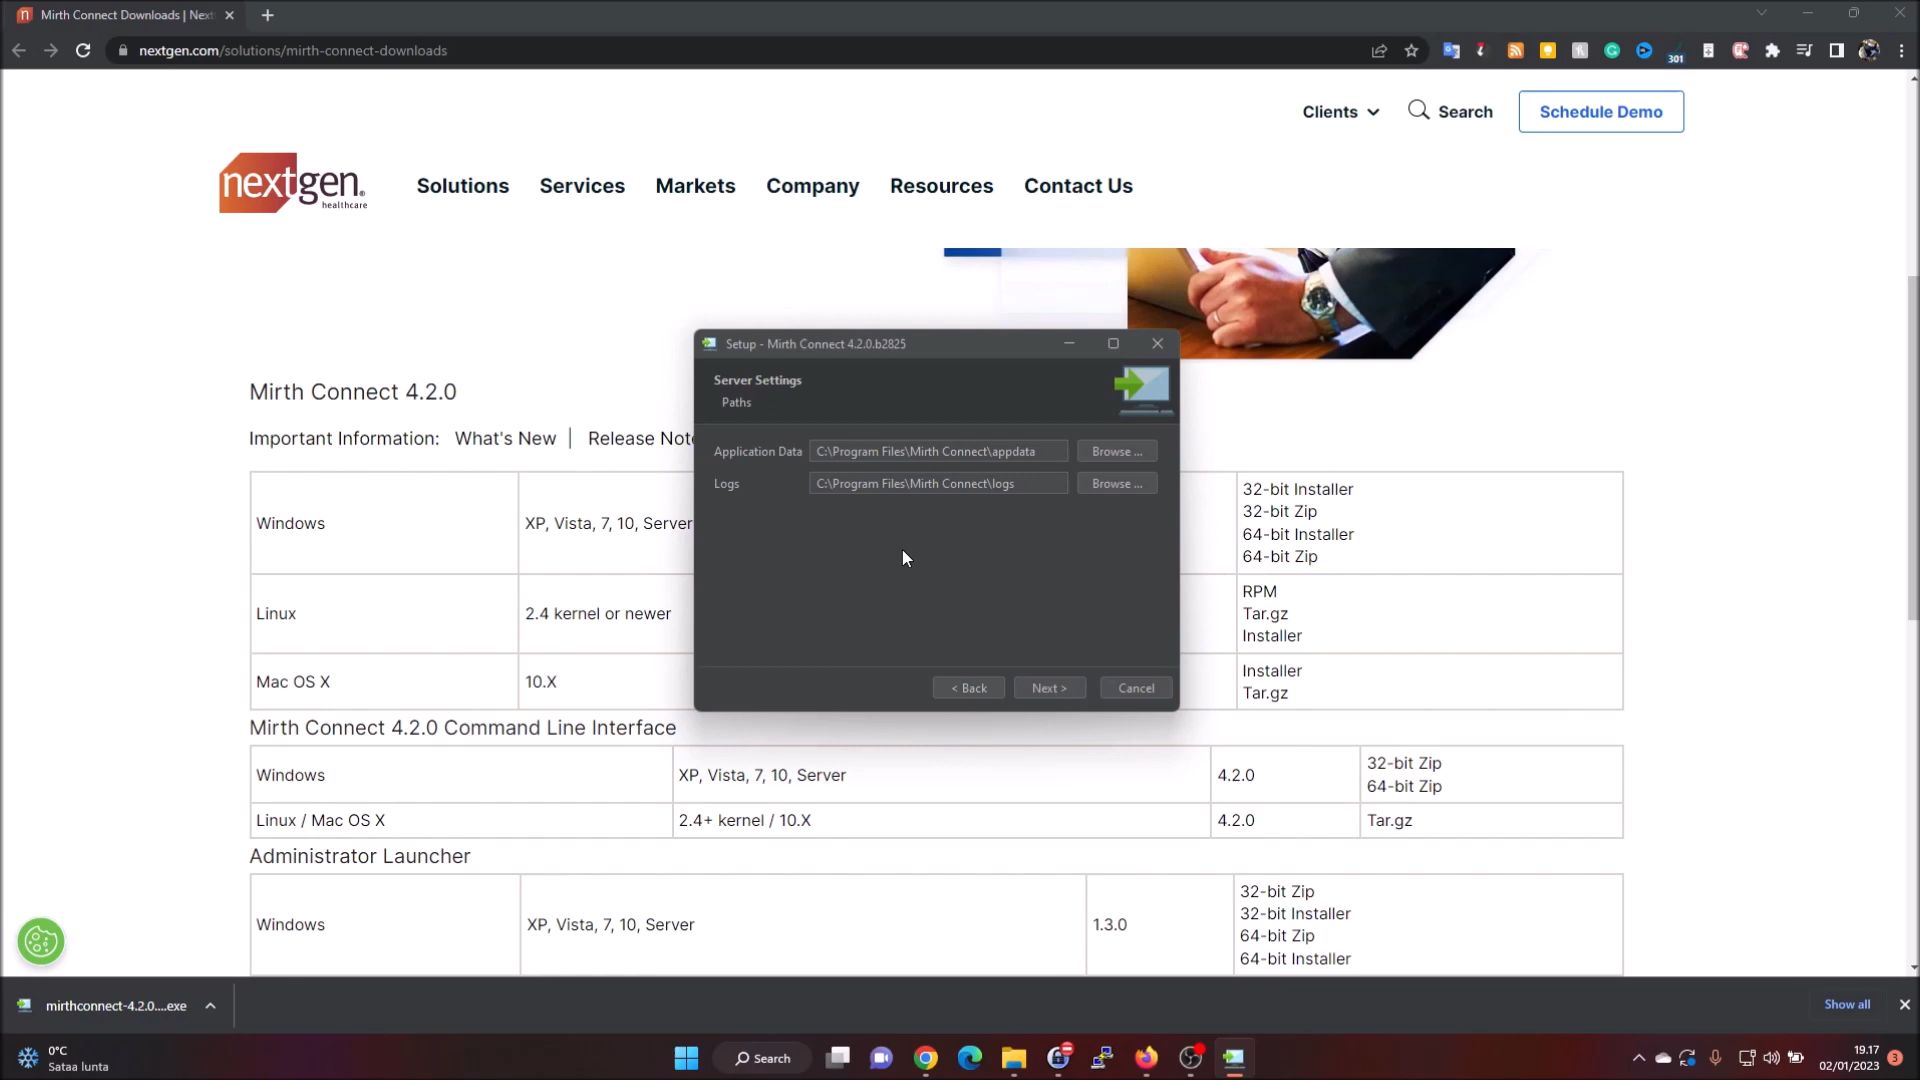 Mirth Connect Downloads | Next
nextgen.com/solutions/mirth-connect-downloads
301
Clients
Search
Schedule Demo
nextgen
healthcare
Solutions
Services
Markets
Company
Resources
Contact Us
Setup - Mirth Connect 4.2.0.b2825
Server Settings
Paths
Application Data
C:\Program Files\Mirth Connect\appdata
Browse ...
Logs
C:\Program Files\Mirth Connect\logs
Browse ...
< Back
Next >
Cancel
Mirth Connect 4.2.0
Important Information: What's New | Release Not
Windows
XP, Vista, 7, 10, Server
32-bit Installer
32-bit Zip
64-bit Installer
64-bit Zip
Linux
2.4 kernel or newer
RPM
Tar.gz
Installer
Mac OS X
10.X
Installer
Tar.gz
Mirth Connect 4.2.0 Command Line Interface
Windows
XP, Vista, 7, 10, Server
4.2.0
32-bit Zip
64-bit Zip
Linux / Mac OS X
2.4+ kernel / 10.X
4.2.0
Tar.gz
Administrator Launcher
Windows
XP, Vista, 7, 10, Server
1.3.0
32-bit Zip
32-bit Installer
64-bit Zip
64-bit Installer
mirthconnect-4.2.0....exe
Show all
0°C
Sataa lunta
Search
19.17
02/01/2023
3